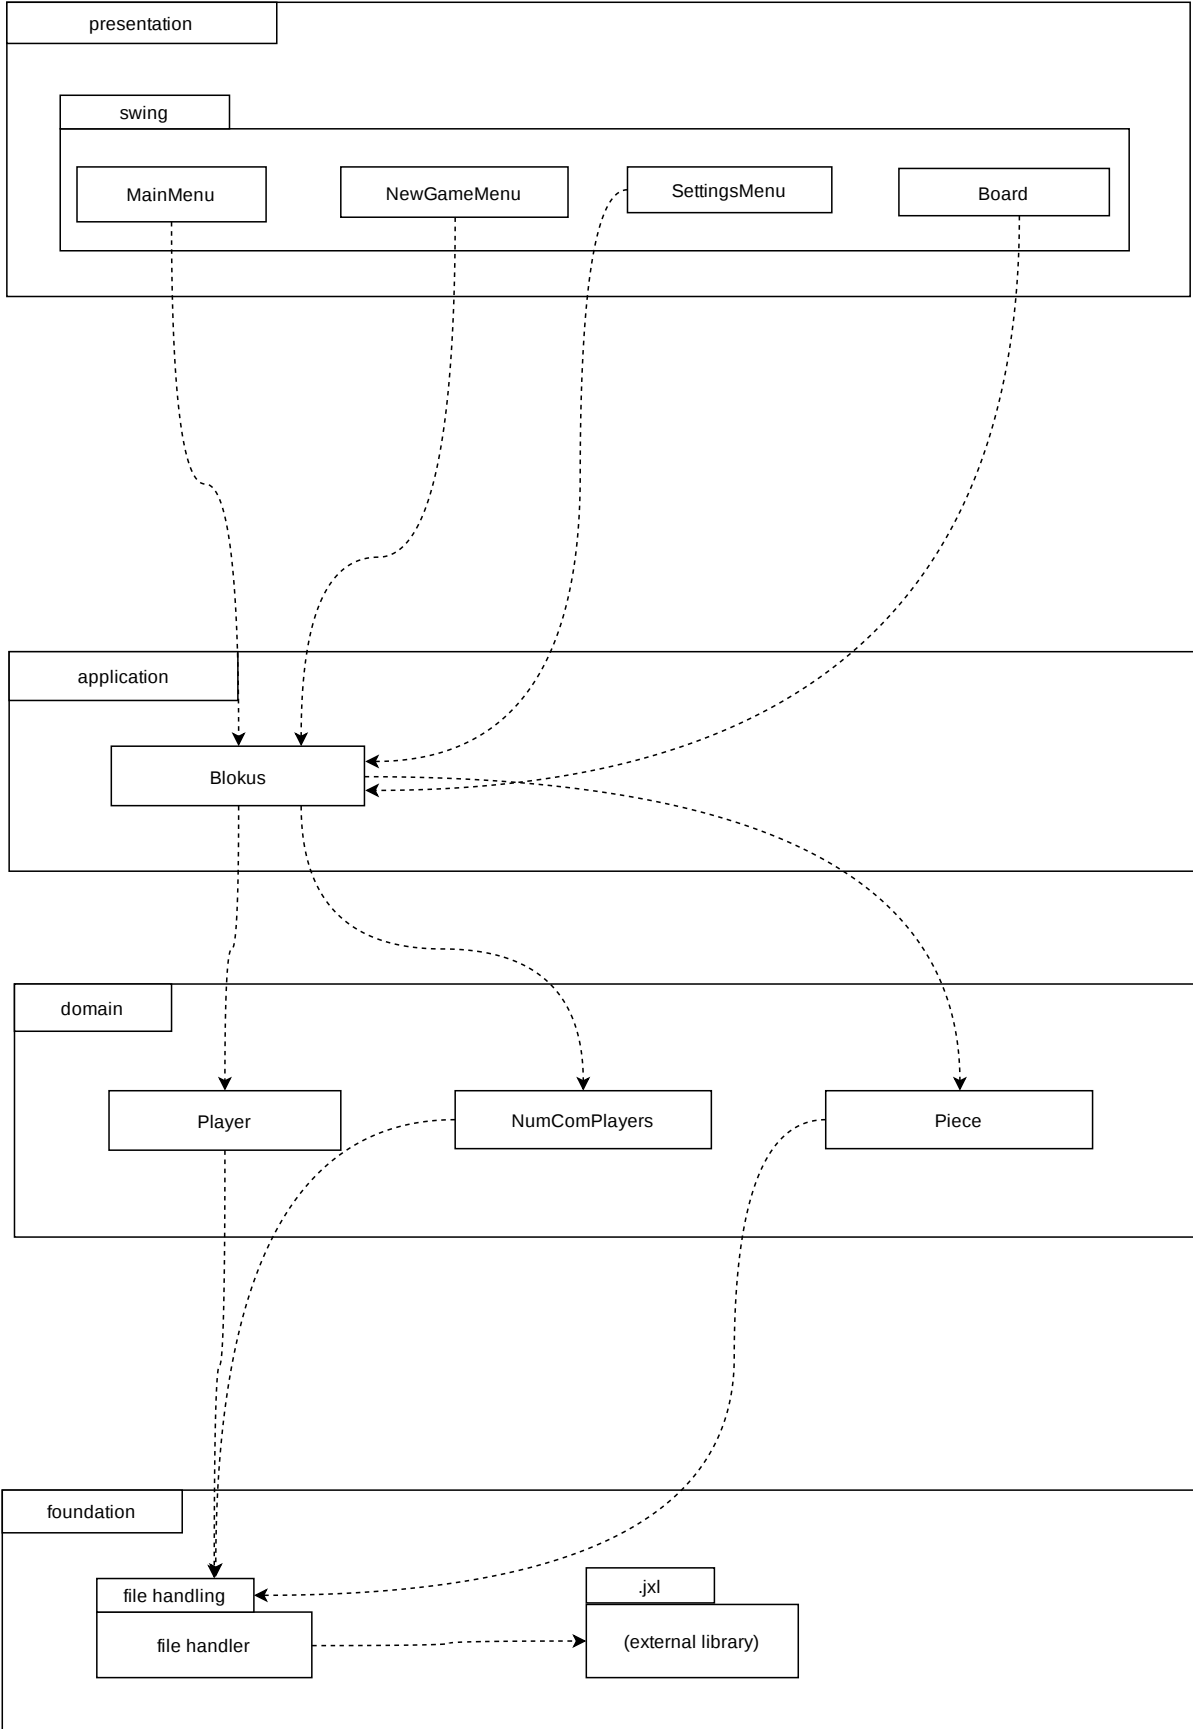 presentation
swing
MainMenu
NewGameMenu
SettingsMenu
Board
application
Blokus
domain
Player
NumComPlayers
Piece
foundation
file handling
.jxl
file handler
(external library)